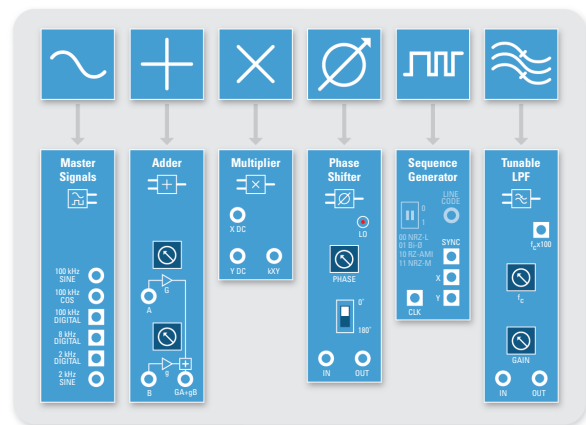 Master
Signals
100 kHz
SINE
100 kHz
COS
100 kHz
DIGITAL
8 kHz
DIGITAL
2 kHz
DIGITAL
2 kHz
SINE
Adder
G
A
g
B
GA+gB
Multiplier
X DC
Y DC
kXY
Phase
Shifter
LO
PHASE
0˚
180˚
IN
OUT
Sequence
Generator
0
1
LINE
CODE
00 NRZ-L
01 Bi-Ø
10 RZ-AMI
11 NRZ-M
SYNC
X
Y
CLK
Tunable
LPF
fCx100
fC
GAIN
IN
OUT